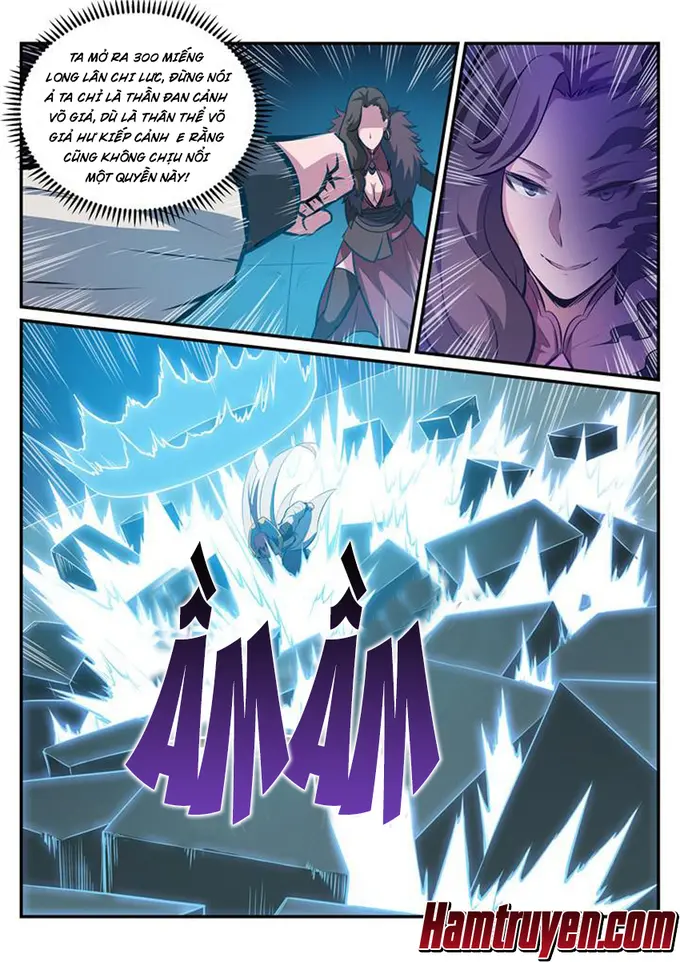 TA MỞ RA 300 MIẾNG
LONG LÂN CHI LỰC, ĐỪNG NÓI
Ả TA CHỈ LÀ THẦN ĐAN CẢNH
VÕ GIẢ, DÙ LÀ THÂN THỂ VÕ
GIẢ HƯ KIẾP CẢNH E RẰNG
CŨNG KHÔNG CHỊU NỔI
MỘT QUYỀN NÀY!
ẦM ẦM
Hamtruyen.com